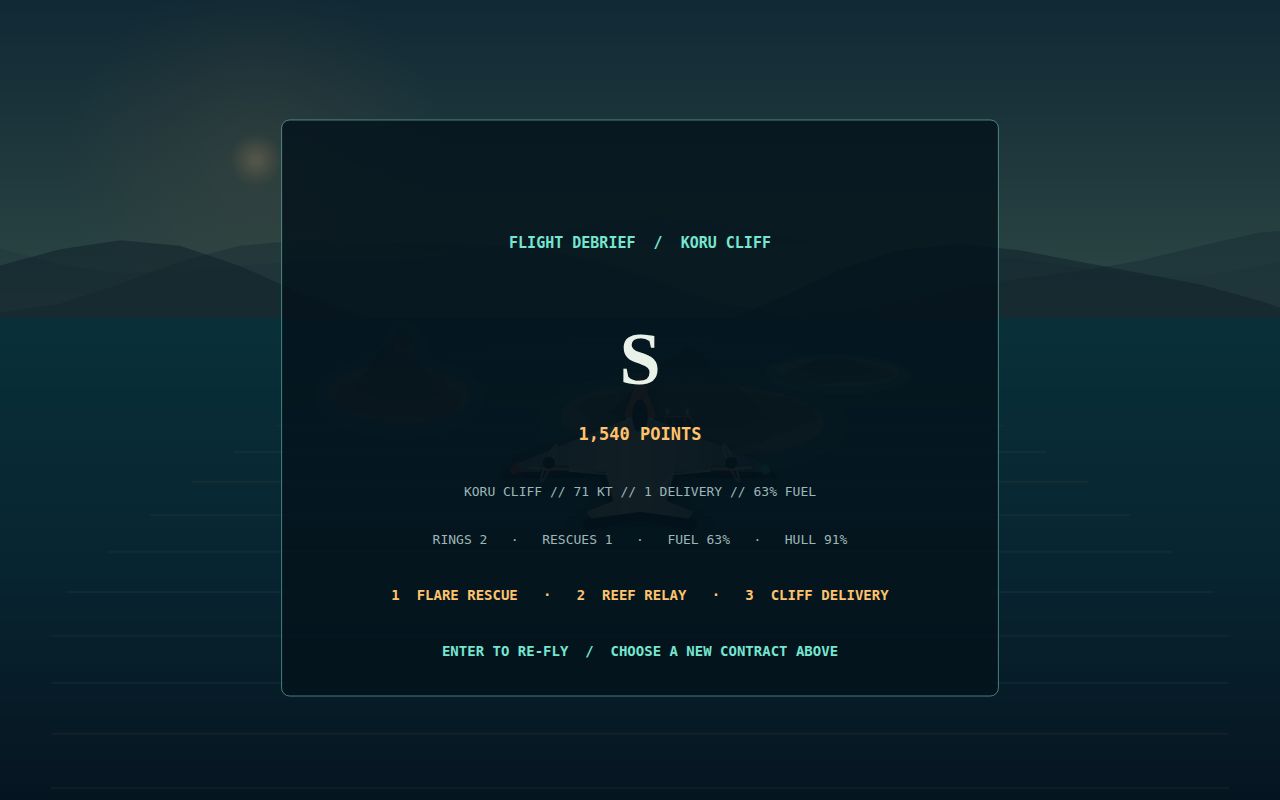 FLIGHT DEBRIEF / KORU CLIFF
S
1,540 POINTS
KORU CLIFF // 71 KT // 1 DELIVERY // 63% FUEL
RINGS 2 · RESCUES 1 · FUEL 63% · HULL 91%
1 FLARE RESCUE · 2 REEF RELAY · 3 CLIFF DELIVERY
ENTER TO RE-FLY / CHOOSE A NEW CONTRACT ABOVE